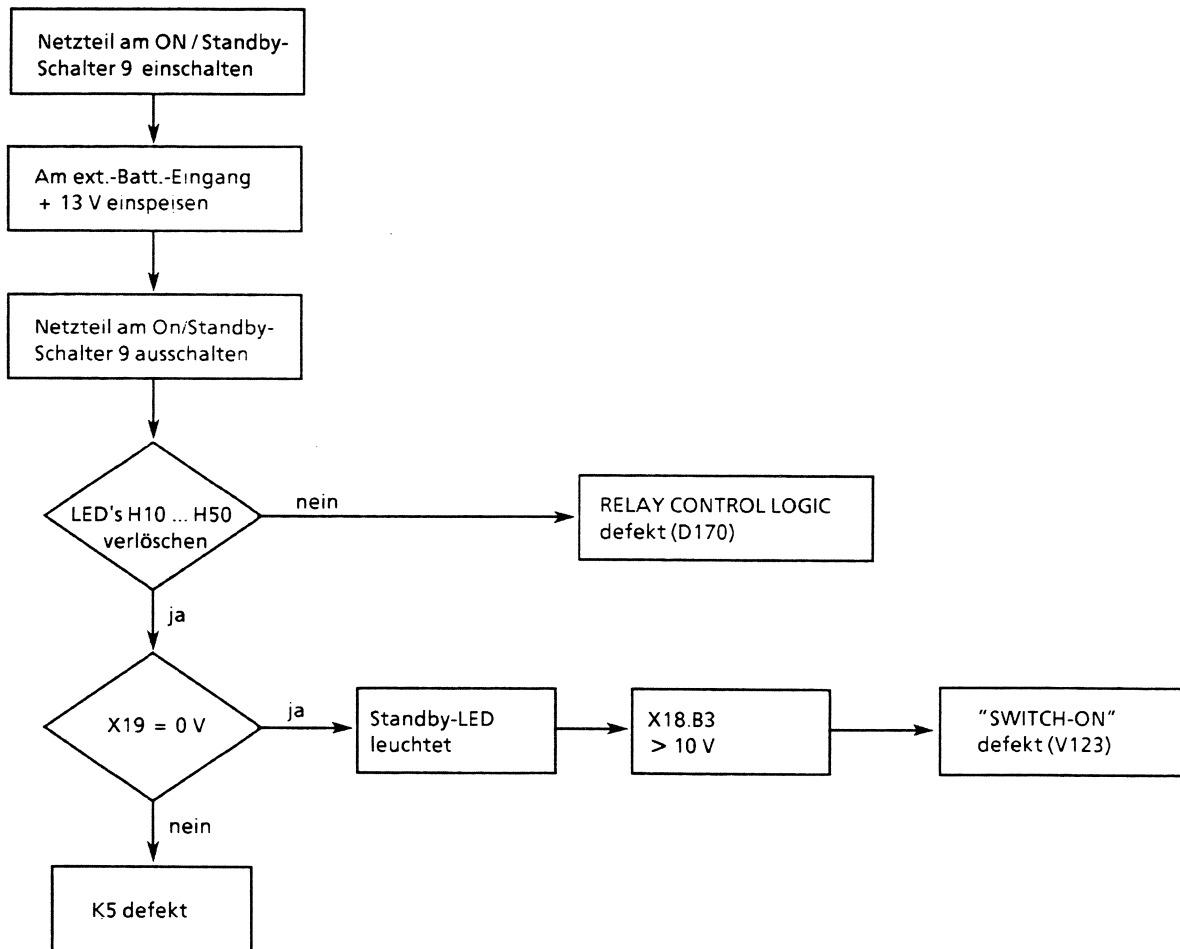 Netzteil am ON / Standby-
Schalter 9 einschalten
Am ext.-Batt.-Eingang
+ 13 V einspeisen
Netzteil am On/Standby-
Schalter 9 ausschalten
LED's H10 ... H50
verlöschen
nein
RELAY CONTROL LOGIC
defekt (D170)
ja
X19 = 0 V
ja
Standby-LED
leuchtet
X18.B3
> 10 V
"SWITCH-ON"
defekt (V123)
nein
K5 defekt